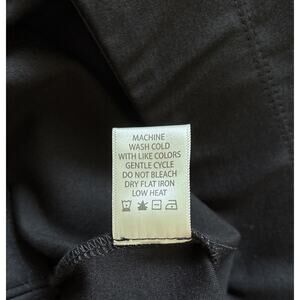 MACHINE
WASH COLD
WITH LIKE COLORS
GENTLE CYCLE
DO NOT BLEACH
DRY FLAT IRON
LOW HEAT